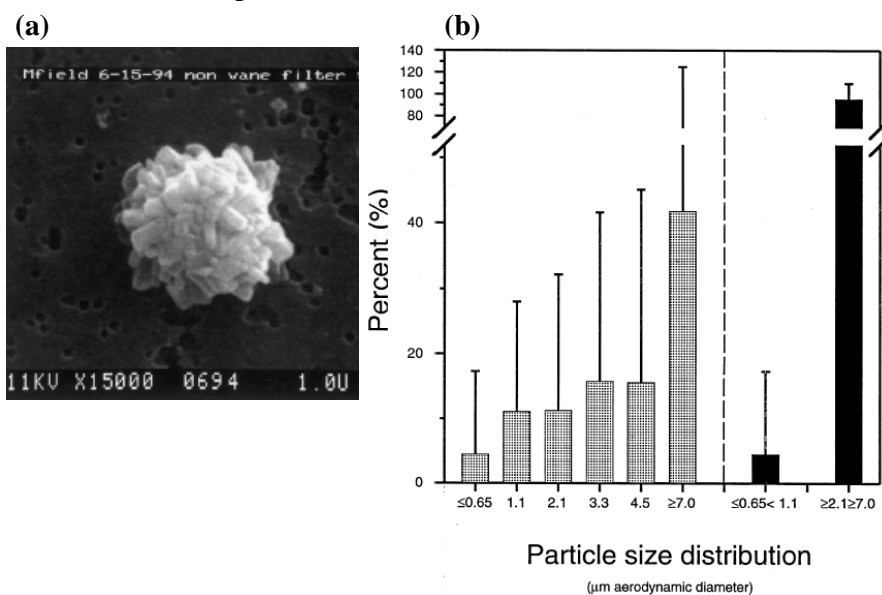 (a)
Mfield 6-15-94 non vane filter
11KV X15000 0694 1.0U
(b)
Percent (%)
140
120
100
80
40
20
0
≤0.65 1.1 2.1 3.3 4.5 ≥7.0 ≤0.65< 1.1 ≥2.1≥7.0
Particle size distribution
(μm aerodynamic diameter)